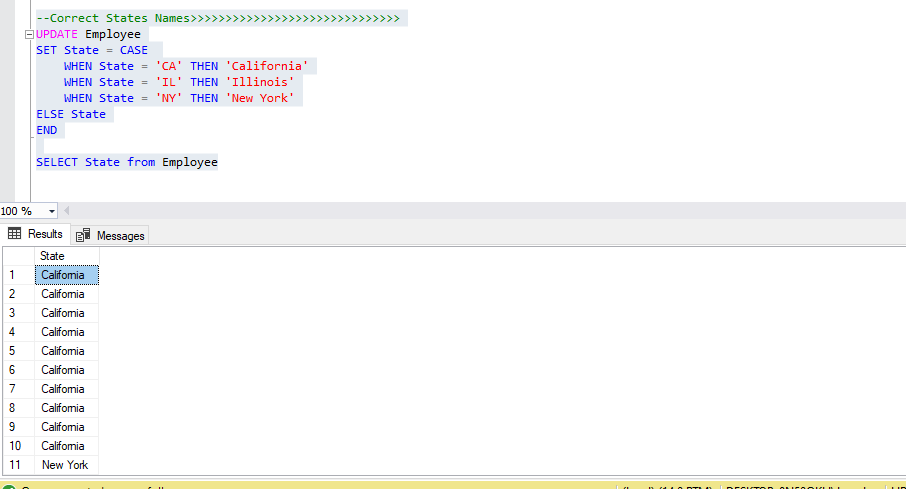 --Correct States Names>>>>>>>>>>>>>>>>>>>>>>>>>>>>>>
UPDATE Employee
SET State = CASE
WHEN State = 'CA' THEN 'California'
WHEN State = 'IL' THEN 'Illinois'
WHEN State = 'NY' THEN 'New York'
ELSE State
END
SELECT State from Employee
100 %
Results Messages
State
1 California
2 California
3 California
4 California
5 California
6 California
7 California
8 California
9 California
10 California
11 New York